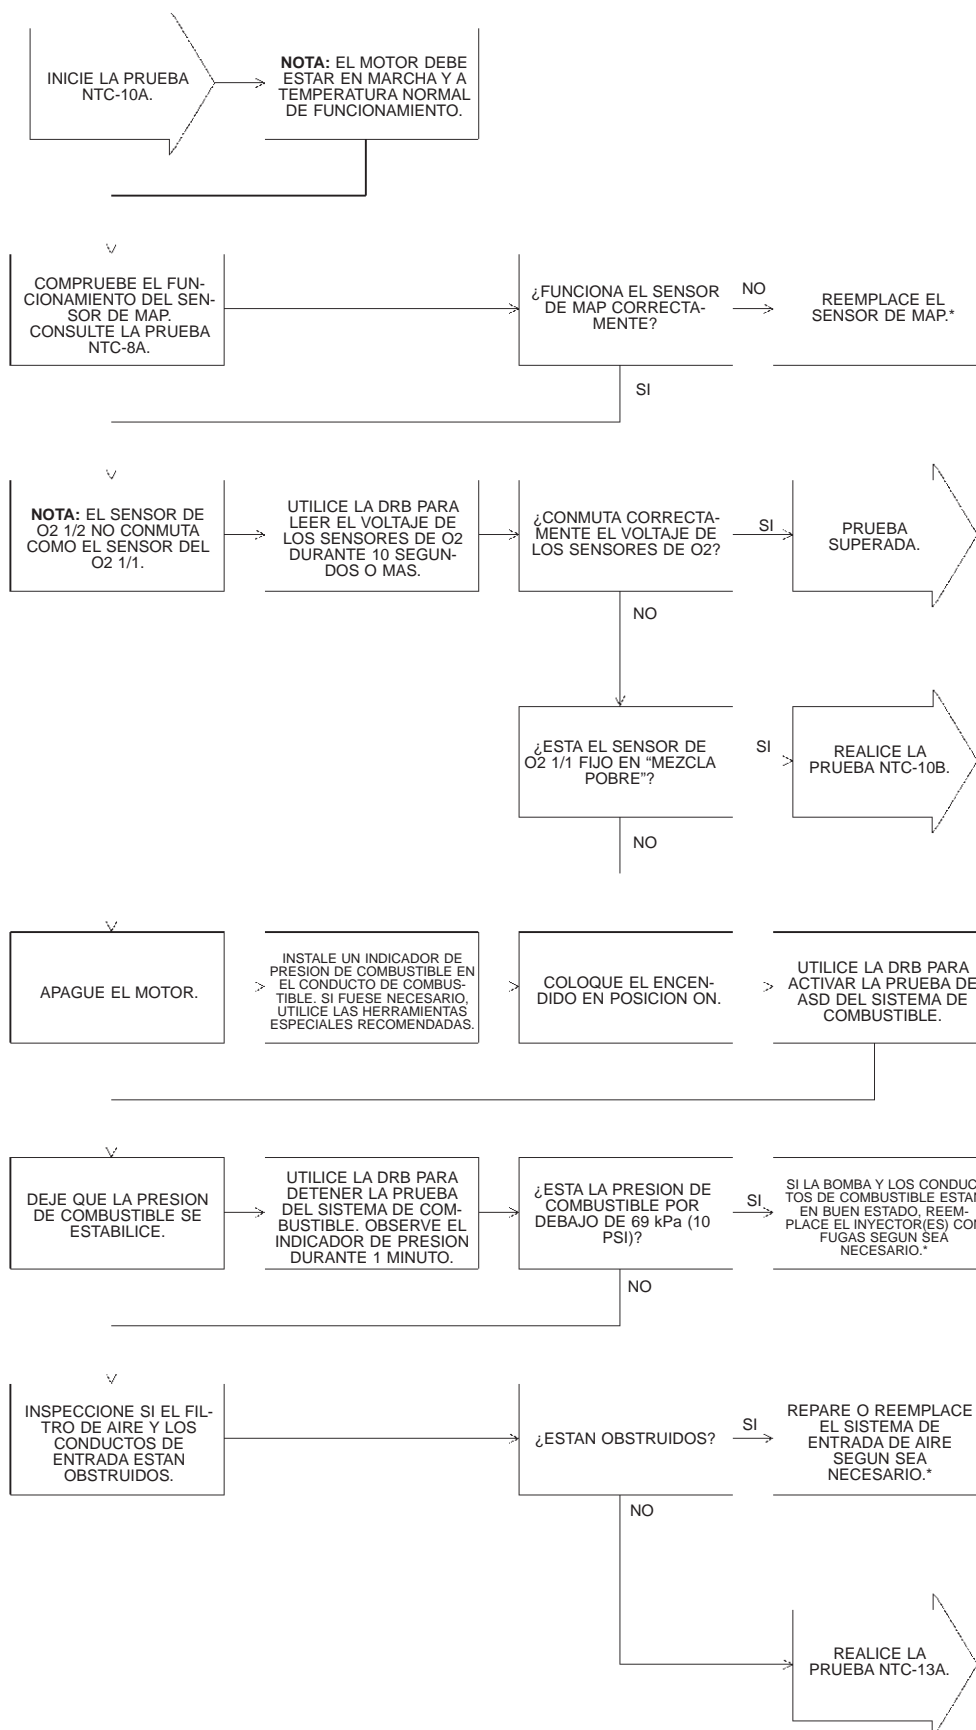 INICIE LA PRUEBA
NTC-10A.
NOTA: EL MOTOR DEBE
ESTAR EN MARCHA Y A
TEMPERATURA NORMAL
DE FUNCIONAMIENTO.
COMPRUEBE EL FUN-
CIONAMIENTO DEL SEN-
SOR DE MAP.
CONSULTE LA PRUEBA
NTC-8A.
¿FUNCIONA EL SENSOR
DE MAP CORRECTA-
MENTE?
NO
REEMPLACE EL
SENSOR DE MAP.*
SI
NOTA: EL SENSOR DE
O2 1/2 NO CONMUTA
COMO EL SENSOR DEL
O2 1/1.
UTILICE LA DRB PARA
LEER EL VOLTAJE DE
LOS SENSORES DE O2
DURANTE 10 SEGUN-
DOS O MAS.
¿CONMUTA CORRECTA-
MENTE EL VOLTAJE DE
LOS SENSORES DE O2?
SI
PRUEBA
SUPERADA.
NO
¿ESTA EL SENSOR DE
O2 1/1 FIJO EN “MEZCLA
POBRE”?
SI
REALICE LA
PRUEBA NTC-10B.
NO
APAGUE EL MOTOR.
INSTALE UN INDICADOR DE
PRESION DE COMBUSTIBLE EN
EL CONDUCTO DE COMBUS-
TIBLE. SI FUESE NECESARIO,
UTILICE LAS HERRAMIENTAS
ESPECIALES RECOMENDADAS.
COLOQUE EL ENCEN-
DIDO EN POSICION ON.
UTILICE LA DRB PARA
ACTIVAR LA PRUEBA DE
ASD DEL SISTEMA DE
COMBUSTIBLE.
DEJE QUE LA PRESION
DE COMBUSTIBLE SE
ESTABILICE.
UTILICE LA DRB PARA
DETENER LA PRUEBA
DEL SISTEMA DE COM-
BUSTIBLE. OBSERVE EL
INDICADOR DE PRESION
DURANTE 1 MINUTO.
¿ESTA LA PRESION DE
COMBUSTIBLE POR
DEBAJO DE 69 kPa (10
PSI)?
SI
SI LA BOMBA Y LOS CONDUC
TOS DE COMBUSTIBLE ESTAN
EN BUEN ESTADO, REEM-
PLACE EL INYECTOR(ES) CON
FUGAS SEGUN SEA
NECESARIO.*
NO
INSPECCIONE SI EL FIL-
TRO DE AIRE Y LOS
CONDUCTOS DE
ENTRADA ESTAN
OBSTRUIDOS.
¿ESTAN OBSTRUIDOS?
SI
REPARE O REEMPLACE
EL SISTEMA DE
ENTRADA DE AIRE
SEGUN SEA
NECESARIO.*
NO
REALICE LA
PRUEBA NTC-13A.